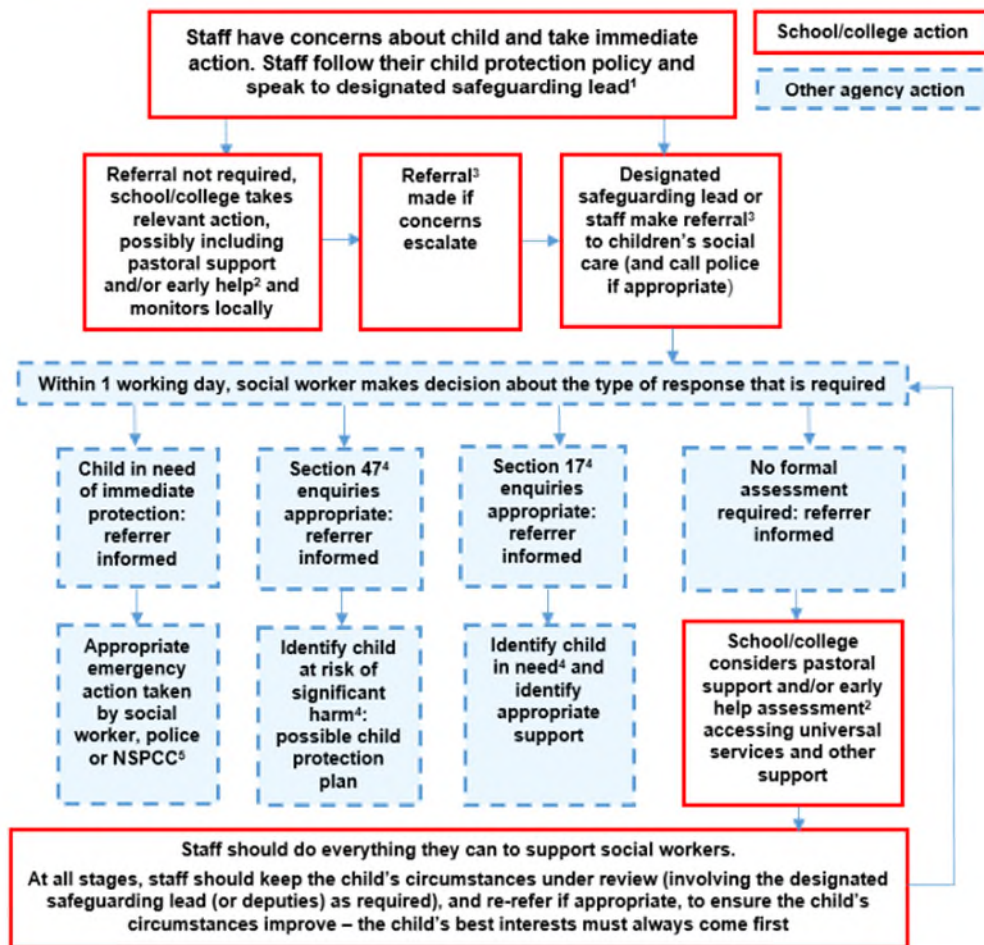 Staff have concerns about child and take immediate
action. Staff follow their child protection policy and
speak to designated safeguarding lead¹
School/college action
Other agency action
Referral not required,
school/college takes
relevant action,
possibly including
pastoral support
and/or early help² and
monitors locally
Referral³
made if
concerns
escalate
Designated
safeguarding lead or
staff make referral³
to children's social
care (and call police
if appropriate)
Within 1 working day, social worker makes decision about the type of response that is required
Child in need
of immediate
protection:
referrer
informed
Section 47⁴
enquiries
appropriate:
referrer
informed
Section 17⁴
enquiries
appropriate:
referrer
informed
No formal
assessment
required: referrer
informed
Appropriate
emergency
action taken
by social
worker, police
or NSPCC⁵
Identify child
at risk of
significant
harm⁴:
possible child
protection
plan
Identify child
in need⁴ and
identify
appropriate
support
School/college
considers pastoral
support and/or early
help assessment²
accessing universal
services and other
support
Staff should do everything they can to support social workers.
At all stages, staff should keep the child's circumstances under review (involving the designated
safeguarding lead (or deputies) as required), and re-refer if appropriate, to ensure the child's
circumstances improve – the child's best interests must always come first